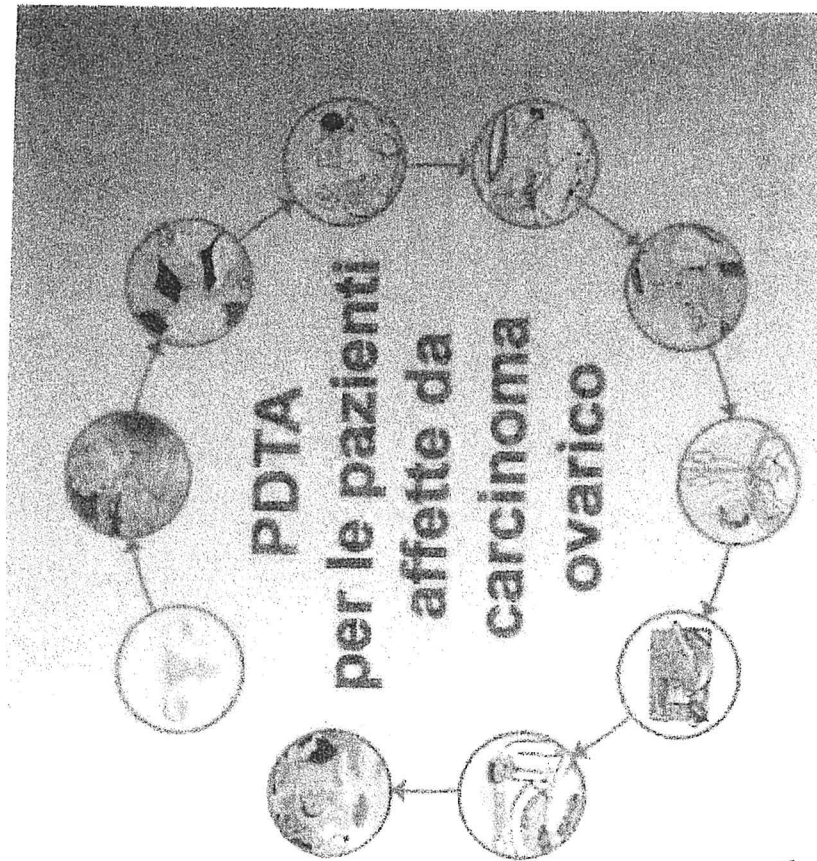 PDTA
per le pazienti
affette da
carcinoma
ovarico